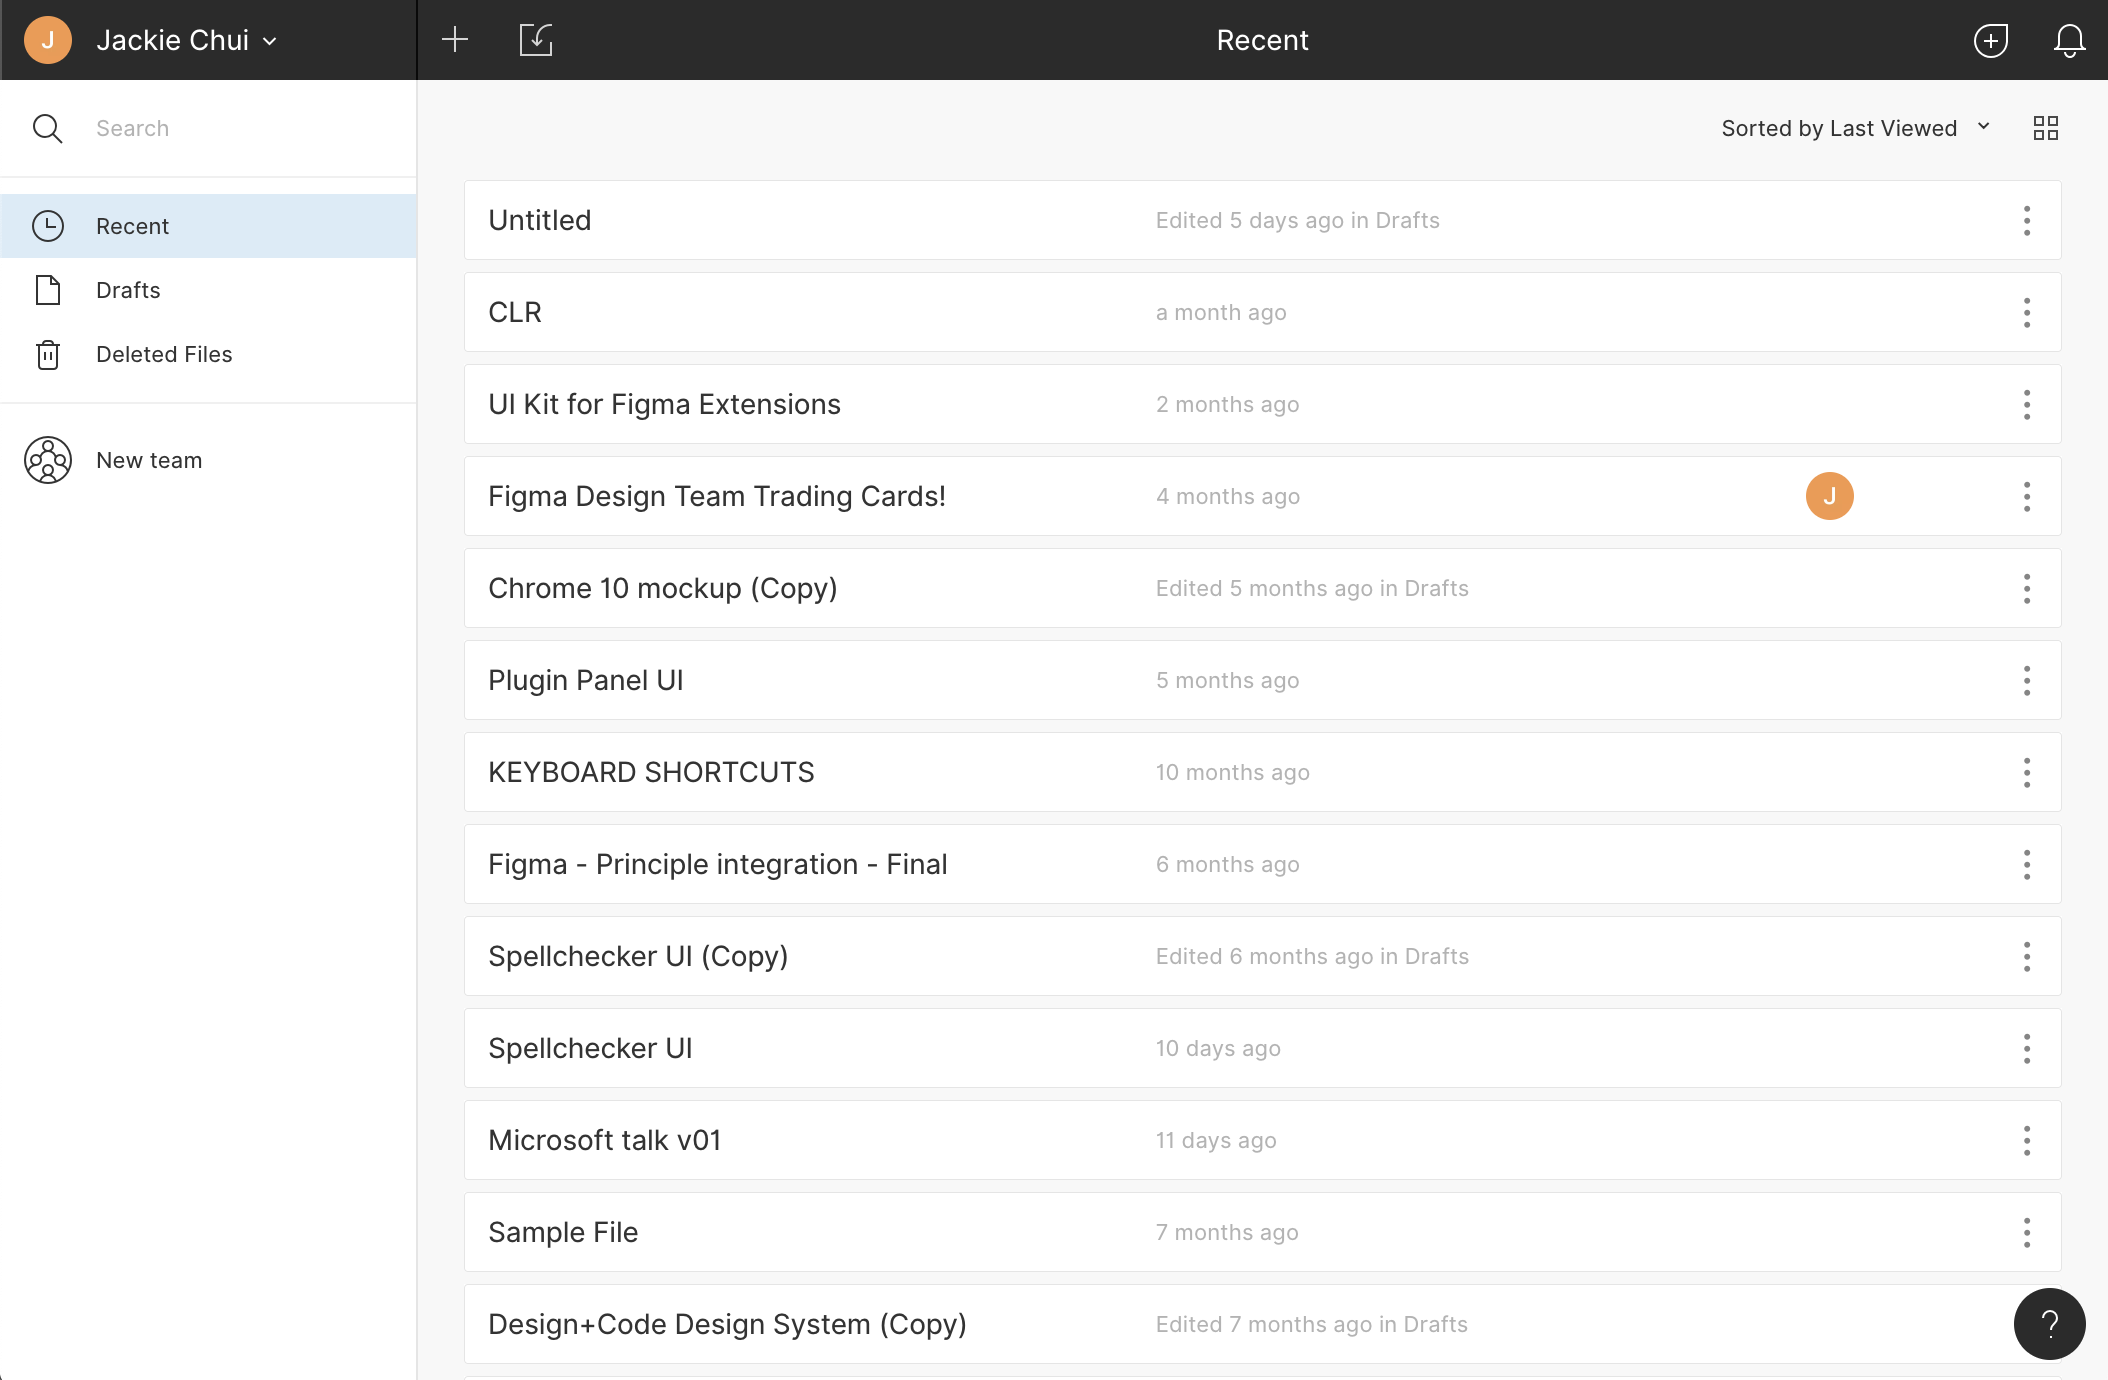 J Jackie Chui
Recent
Search
Sorted by Last Viewed
Recent
Drafts
Deleted Files
New team
Untitled Edited 5 days ago in Drafts
CLR a month ago
UI Kit for Figma Extensions 2 months ago
Figma Design Team Trading Cards! 4 months ago J
Chrome 10 mockup (Copy) Edited 5 months ago in Drafts
Plugin Panel UI 5 months ago
KEYBOARD SHORTCUTS 10 months ago
Figma - Principle integration - Final 6 months ago
Spellchecker UI (Copy) Edited 6 months ago in Drafts
Spellchecker UI 10 days ago
Microsoft talk v01 11 days ago
Sample File 7 months ago
Design+Code Design System (Copy) Edited 7 months ago in Drafts
?